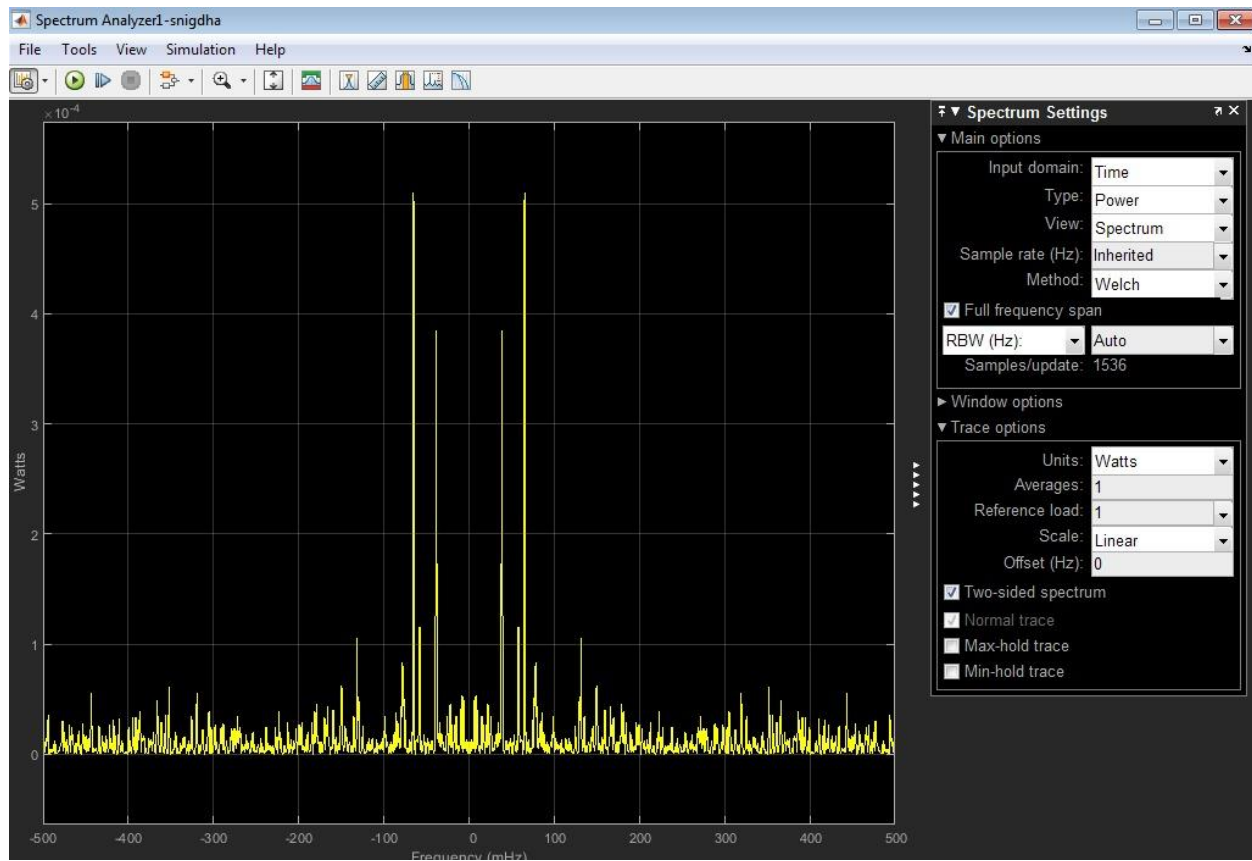 Spectrum Analyzer1-snigdha
File Tools View Simulation Help
×10-4
5
4
3
2
1
0
Watts
-500 -400 -300 -200 -100 0 100 200 300 400 500
Frequency (mHz)
Spectrum Settings
Main options
Input domain: Time
Type: Power
View: Spectrum
Sample rate (Hz): Inherited
Method: Welch
Full frequency span
RBW (Hz): Auto
Samples/update: 1536
Window options
Trace options
Units: Watts
Averages: 1
Reference load: 1
Scale: Linear
Offset (Hz): 0
Two-sided spectrum
Normal trace
Max-hold trace
Min-hold trace